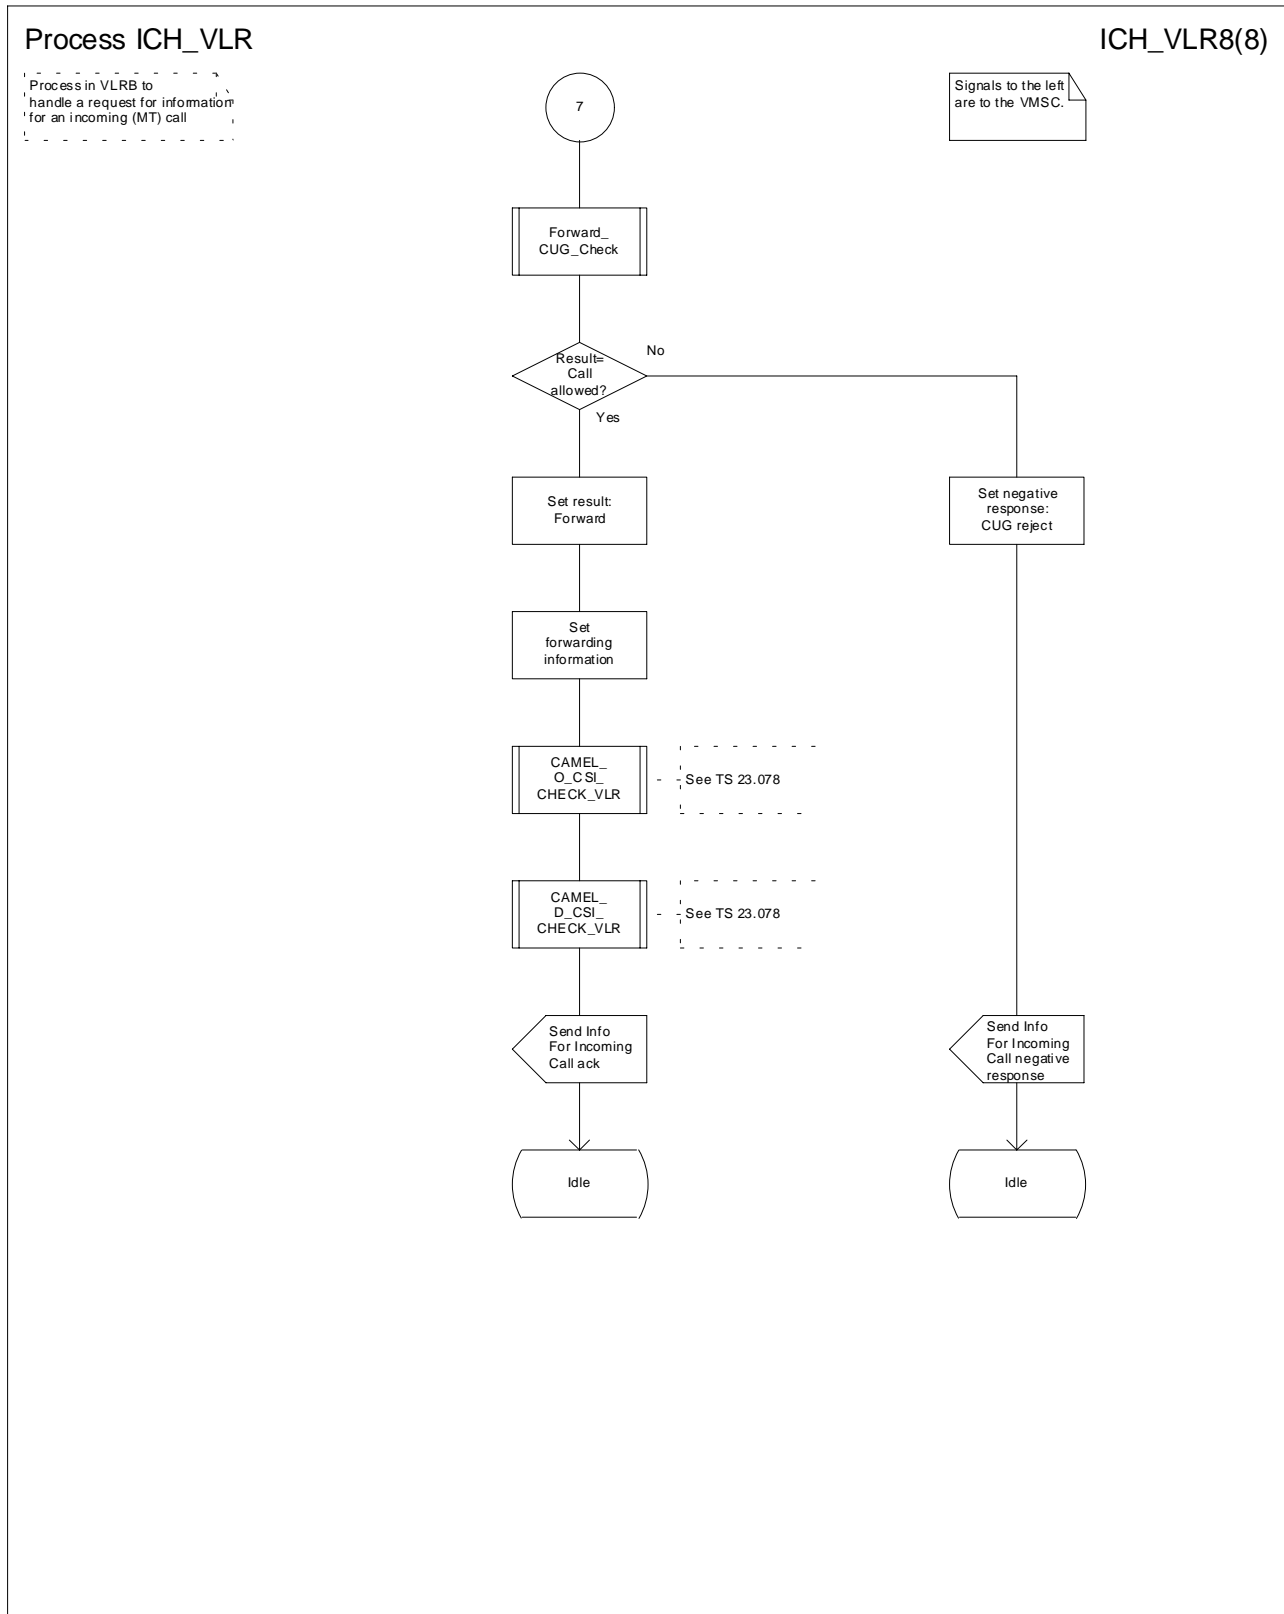 Process ICH_VLR
ICH_VLR8(8)
Process in VLRB to
handle a request for information
for an incoming (MT) call
7
Signals to the left
are to the VMSC.
Forward_
CUG_Check
Result=
Call
allowed?
No
Yes
Set result:
Forward
Set negative
response:
CUG reject
Set
forwarding
information
CAMEL_
O_CSI_
CHECK_VLR
See TS 23.078
CAMEL_
D_CSI_
CHECK_VLR
See TS 23.078
Send Info
For Incoming
Call ack
Send Info
For Incoming
Call negative
response
Idle
Idle